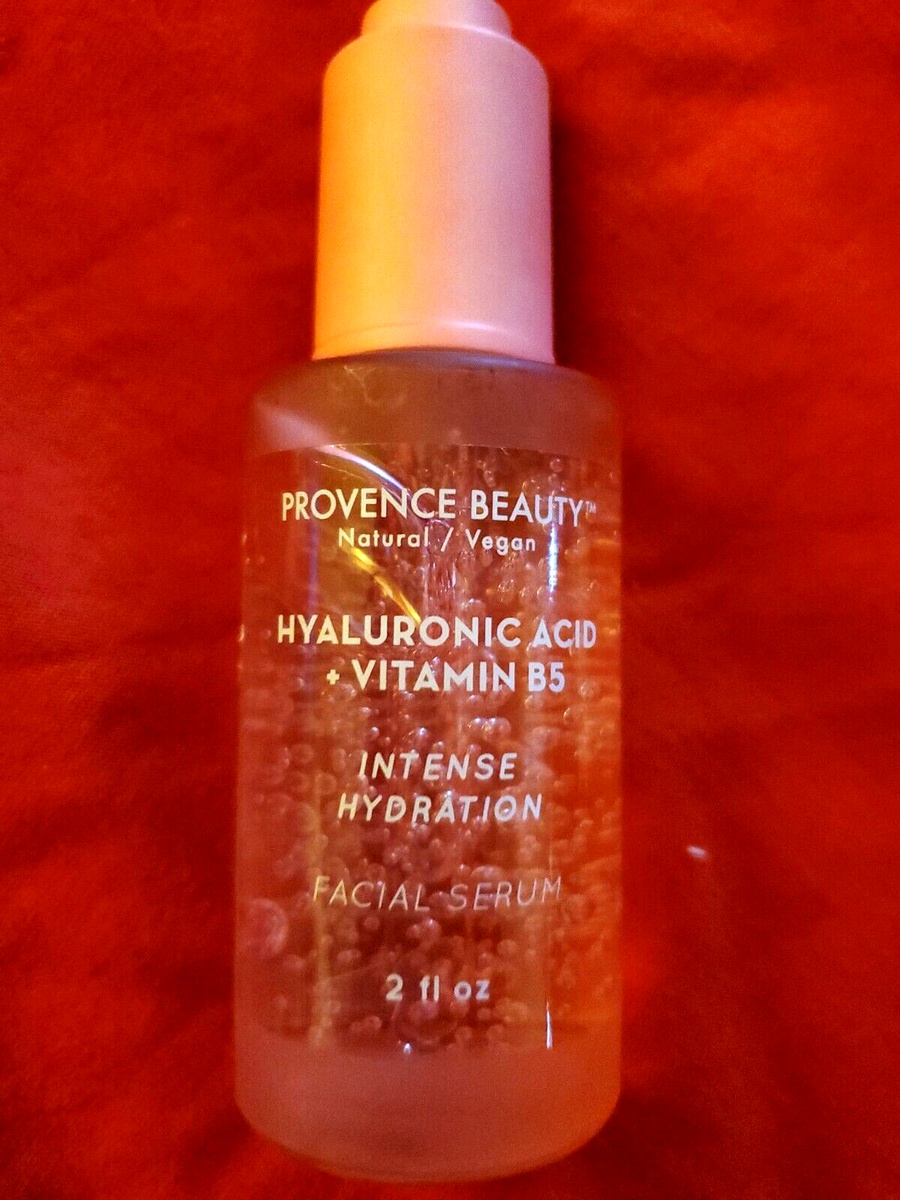 PROVENCE BEAUTY™
Natural / Vegan
HYALURONIC ACID
+ VITAMIN B5
INTENSE
HYDRATION
FACIAL SERUM
2 fl oz